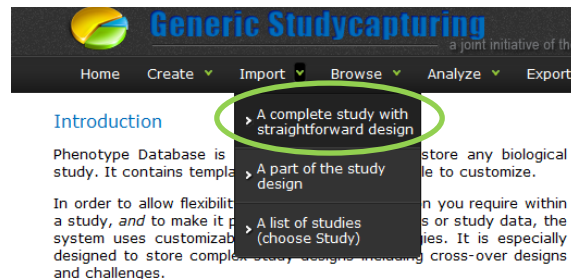 Generic Studycapturing
a joint initiative of the
Home Create Import Browse Analyze Export
A complete study with
straightforward design
A part of the study
design
A list of studies
(choose Study)
Introduction
Phenotype Database is store any biological
study. It contains templa le to customize.
In order to allow flexibilit n you require within
a study, and to make it p s or study data, the
system uses customizab gies. It is especially
designed to store complex study designs including cross-over designs
and challenges.